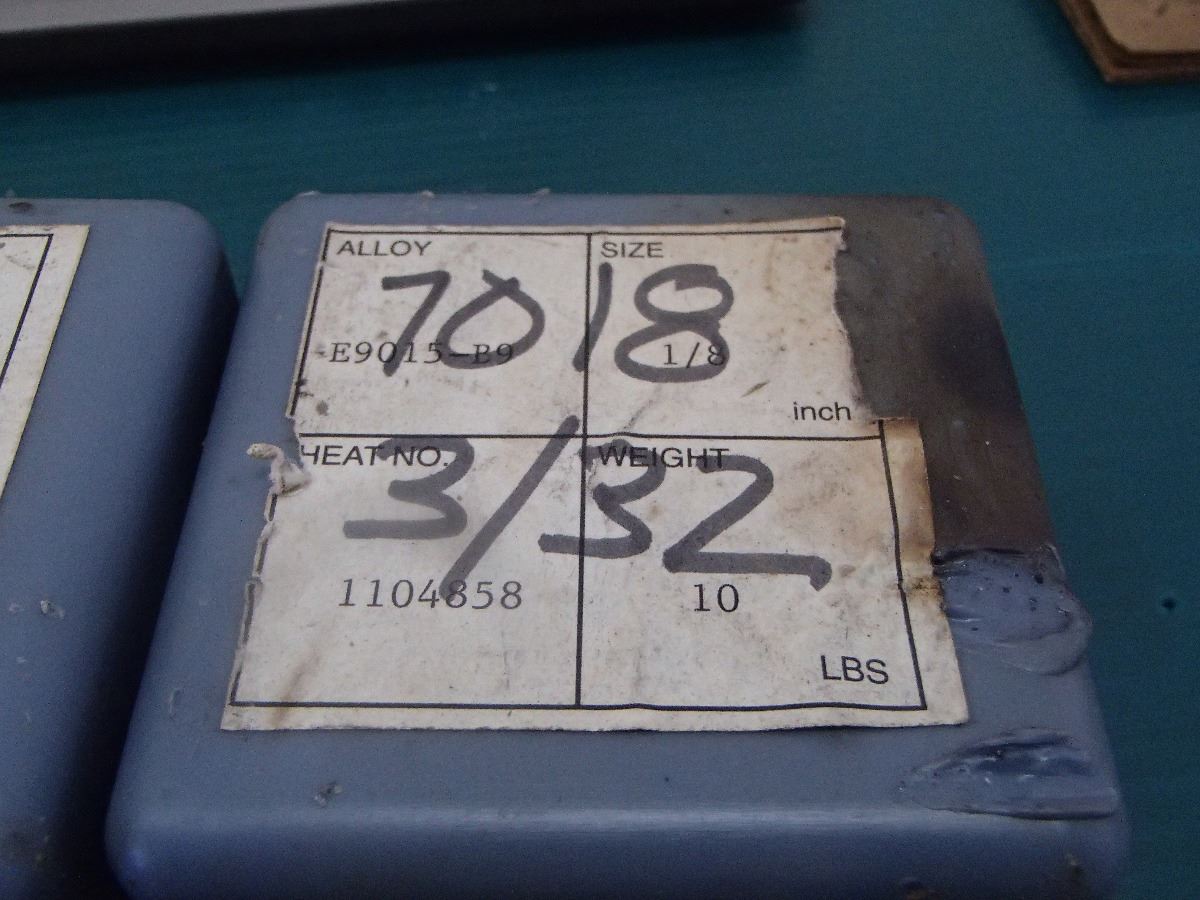 ALLOY SIZE
7018
E9015-B9 1/8
inch
HEAT NO. WEIGHT
3/32
1104858 10
LBS